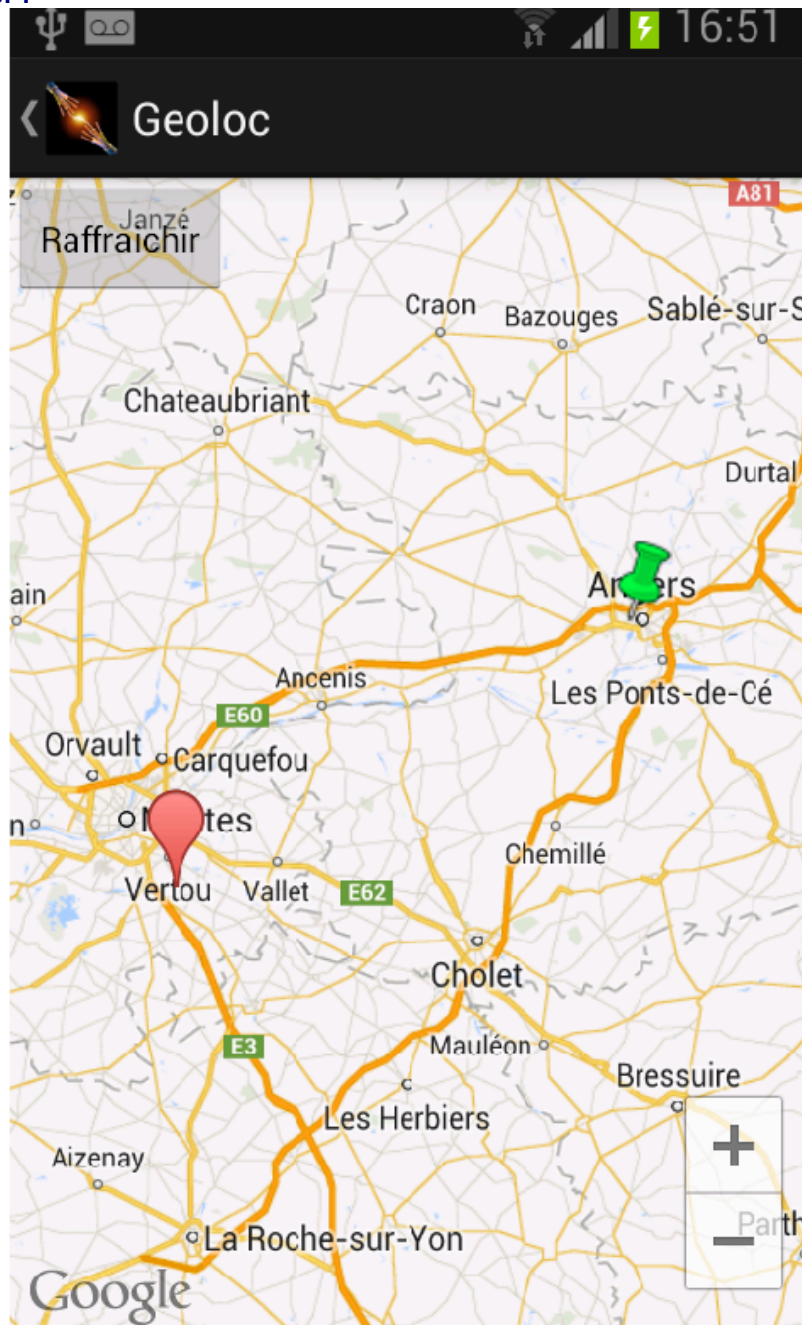 16:51
Geoloc
A81
Janzé
Raffraichir
Craon
Bazouges
Sablé-sur-S
Chateaubriant
Durtal
ain
Ancenis
Les Ponts-de-Cé
E60
Orvault
Carquefou
n
tes
Chemillé
Vertou
Vallet
E62
Cholet
E3
Mauléon
Bressuire
Les Herbiers
Aizenay
Parth
La Roche-sur-Yon
Google